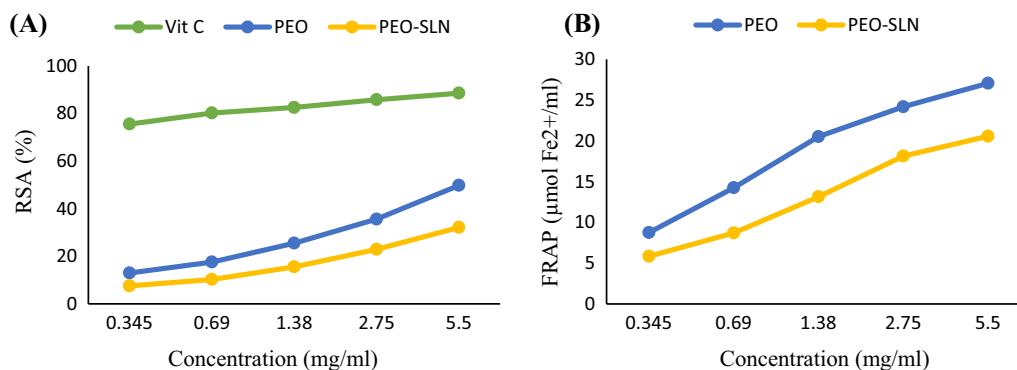 (A)
Vit C PEO PEO-SLN
RSA (%)
100
80
60
40
20
0
0.345 0.69 1.38 2.75 5.5
Concentration (mg/ml)
(B)
PEO PEO-SLN
FRAP (µmol Fe2+/ml)
30
25
20
15
10
5
0
0.345 0.69 1.38 2.75 5.5
Concentration (mg/ml)